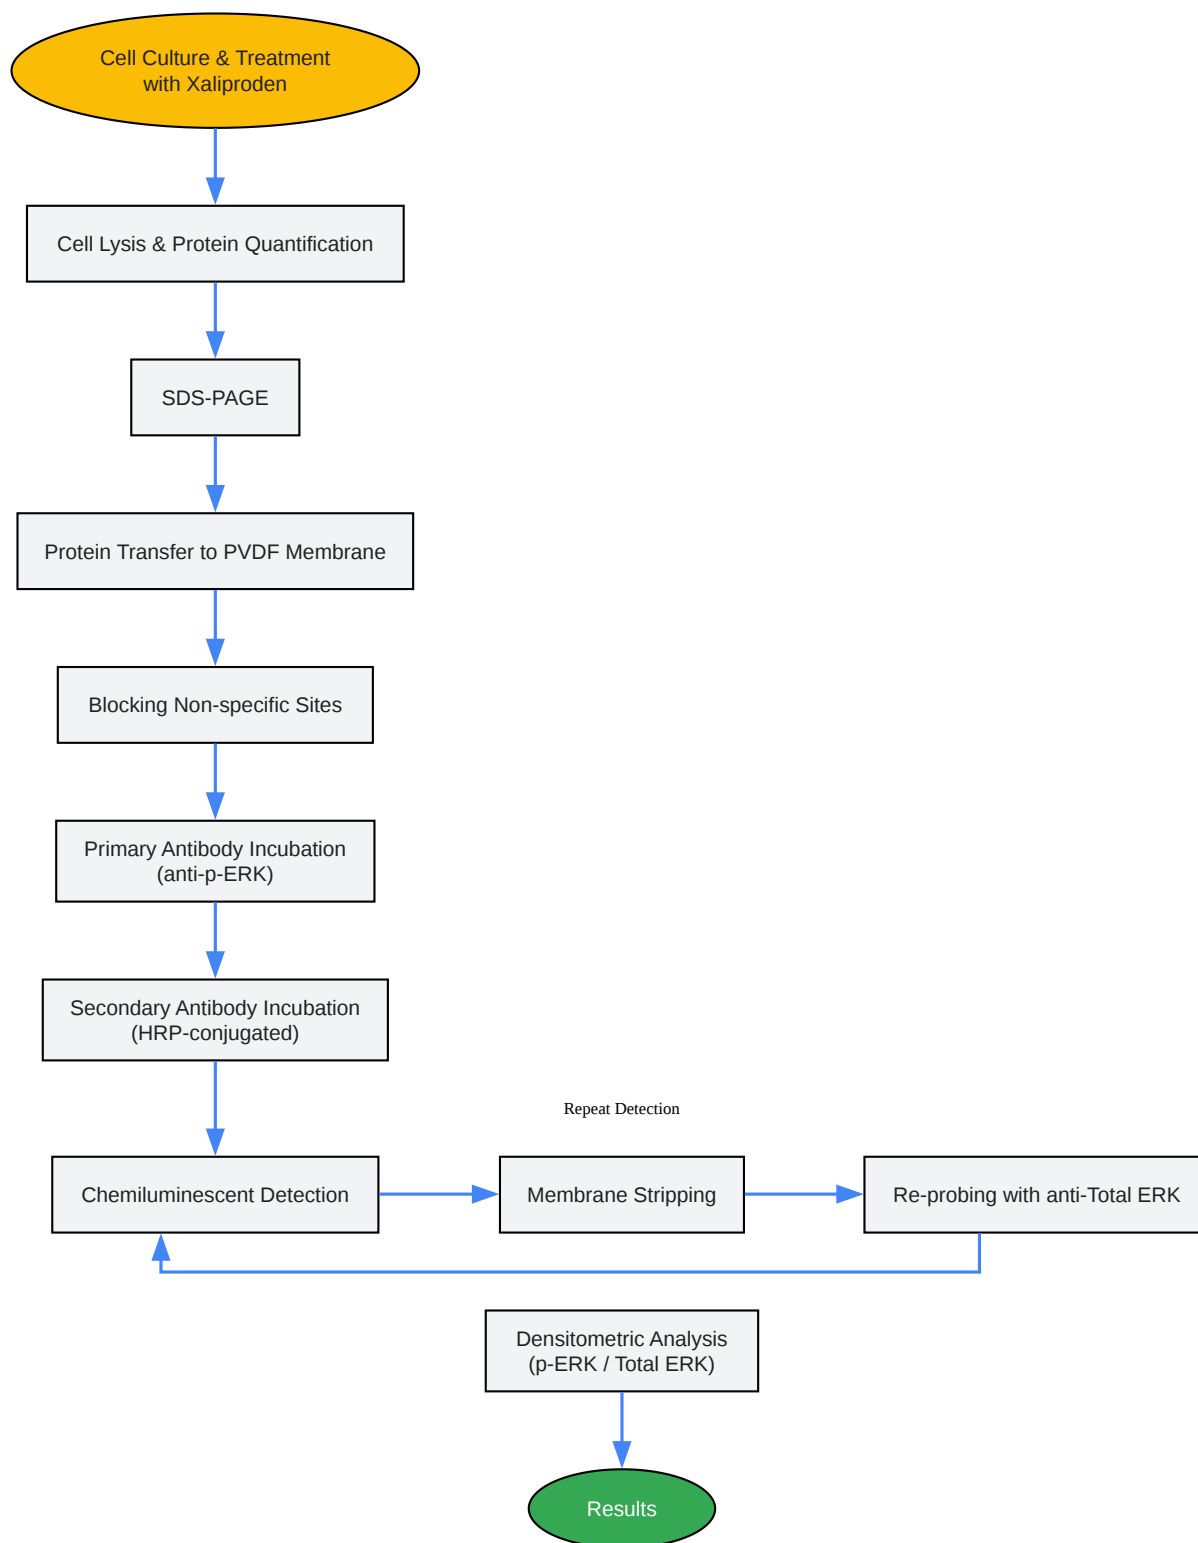 Cell Culture & Treatment
with Xaliproden
Cell Lysis & Protein Quantification
SDS-PAGE
Protein Transfer to PVDF Membrane
Blocking Non-specific Sites
Primary Antibody Incubation
(anti-p-ERK)
Secondary Antibody Incubation
(HRP-conjugated)
Repeat Detection
Chemiluminescent Detection
Membrane Stripping
Re-probing with anti-Total ERK
Densitometric Analysis
(p-ERK / Total ERK)
Results